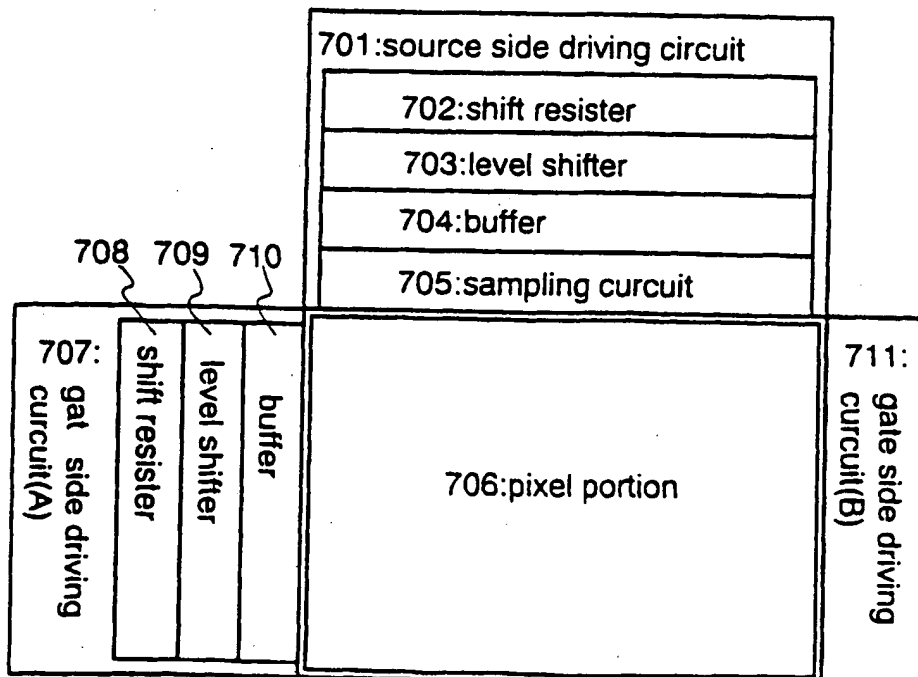 701:source side driving circuit
702:shift resister
703:level shifter
704:buffer
705:sampling curcuit
708 709 710
707:
gat side driving
curcuit(A)
shift resister
level shifter
buffer
706:pixel portion
711:
gate side driving
curcuit(B)